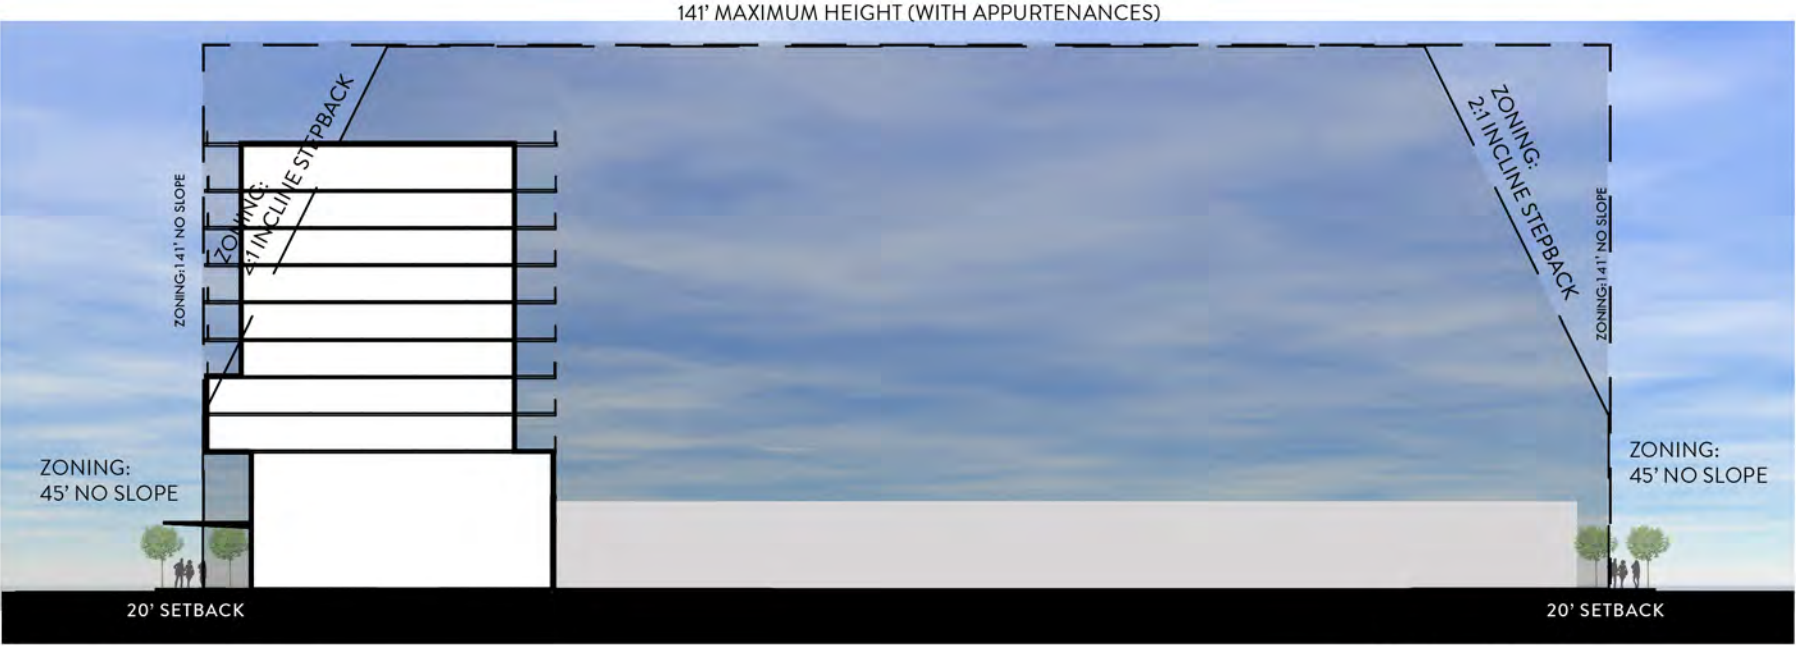 141' MAXIMUM HEIGHT (WITH APPURTENANCES)
ZONING:
2:1 INCLINE STEPBACK
ZONING:
2:1 INCLINE STEPBACK
ZONING:141' NO SLOPE
ZONING:141' NO SLOPE
ZONING:
45' NO SLOPE
ZONING:
45' NO SLOPE
20' SETBACK
20' SETBACK